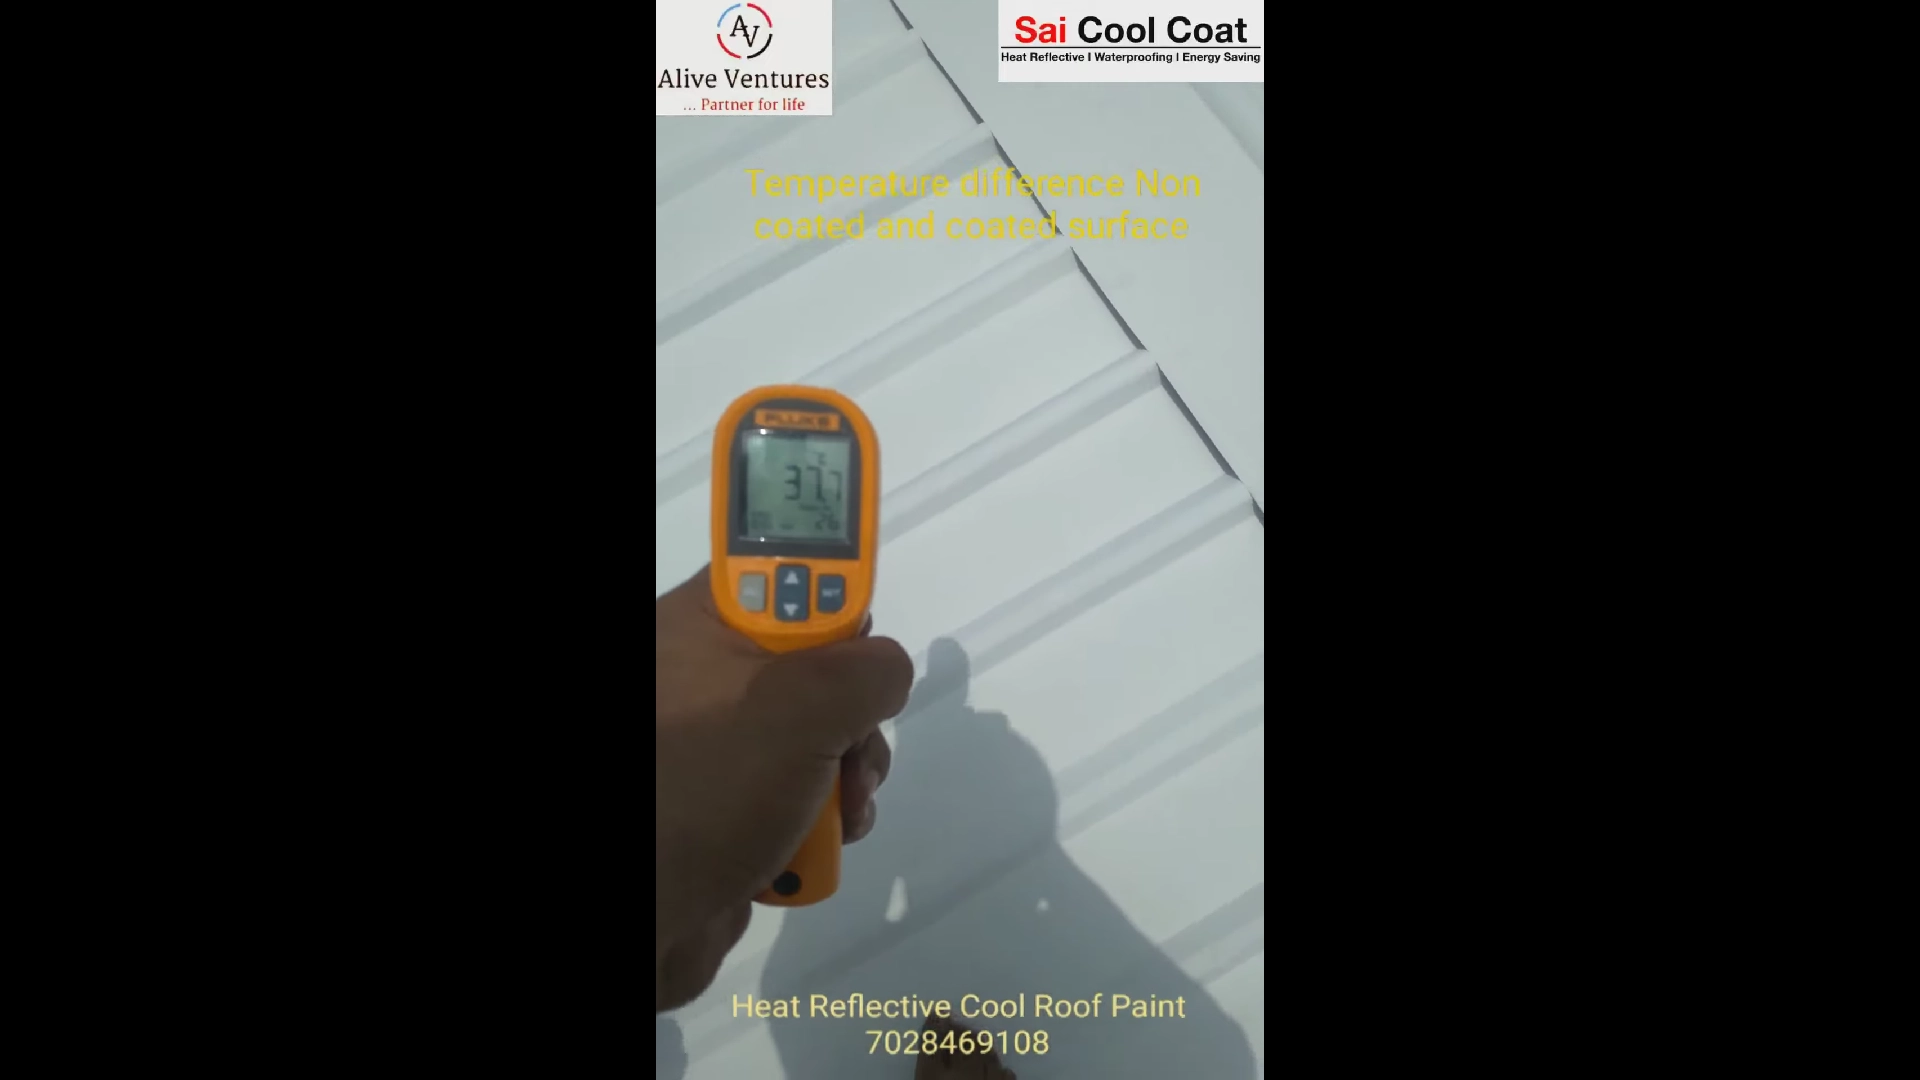 AV
Alive Ventures
... Partner for life
Sai Cool Coat
Heat Reflective I Waterproofing I Energy Saving
Temperature difference Non
coated and coated surface
FLUKE
37.7
SET
Heat Reflective Cool Roof Paint
7028469108